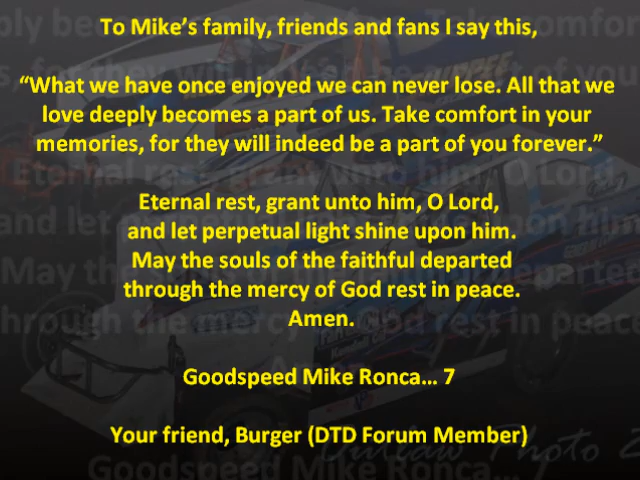 To Mike’s family, friends and fans I say this,
“What we have once enjoyed we can never lose. All that we
love deeply becomes a part of us. Take comfort in your
memories, for they will indeed be a part of you forever.”
Eternal rest, grant unto him, O Lord,
and let perpetual light shine upon him.
May the souls of the faithful departed
through the mercy of God rest in peace.
Amen.
Goodspeed Mike Ronca… 7
Your friend, Burger (DTD Forum Member)
Outlaw Photo